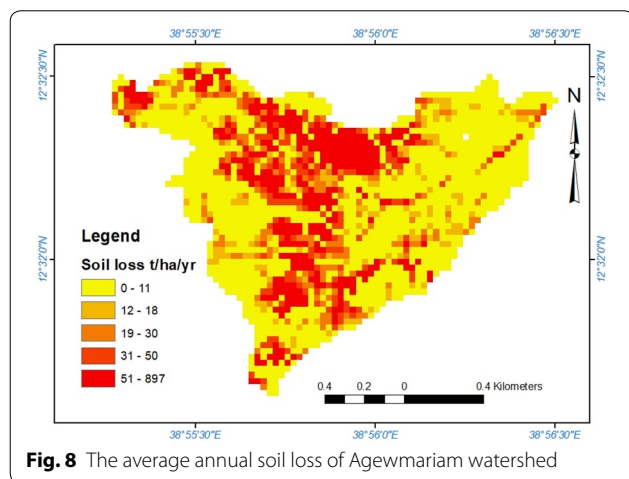 38°55'30"E 38°56'0"E 38°56'30"E
12°32'30"N 12°32'30"N
N
12°32'0"N 12°32'0"N
Legend
Soil loss t/ha/yr
0 - 11
12 - 18
19 - 30
31 - 50
51 - 897
0.4 0.2 0 0.4 Kilometers
38°55'30"E 38°56'0"E 38°56'30"E
Fig. 8 The average annual soil loss of Agewmariam watershed